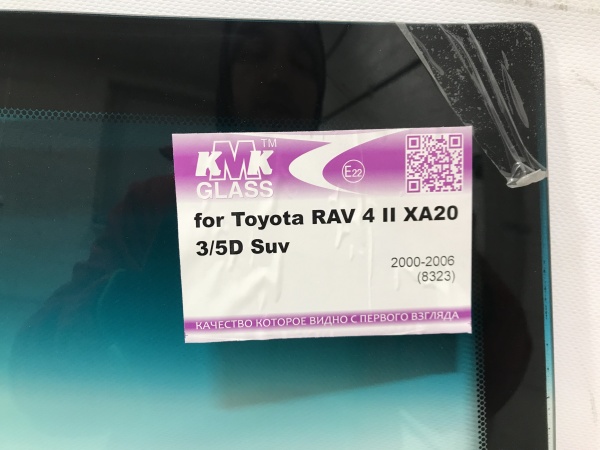 KMK™
GLASS
E22
for Toyota RAV 4 II XA20
3/5D Suv
2000-2006
(8323)
КАЧЕСТВО КОТОРОЕ ВИДНО С ПЕРВОГО ВЗГЛЯДА